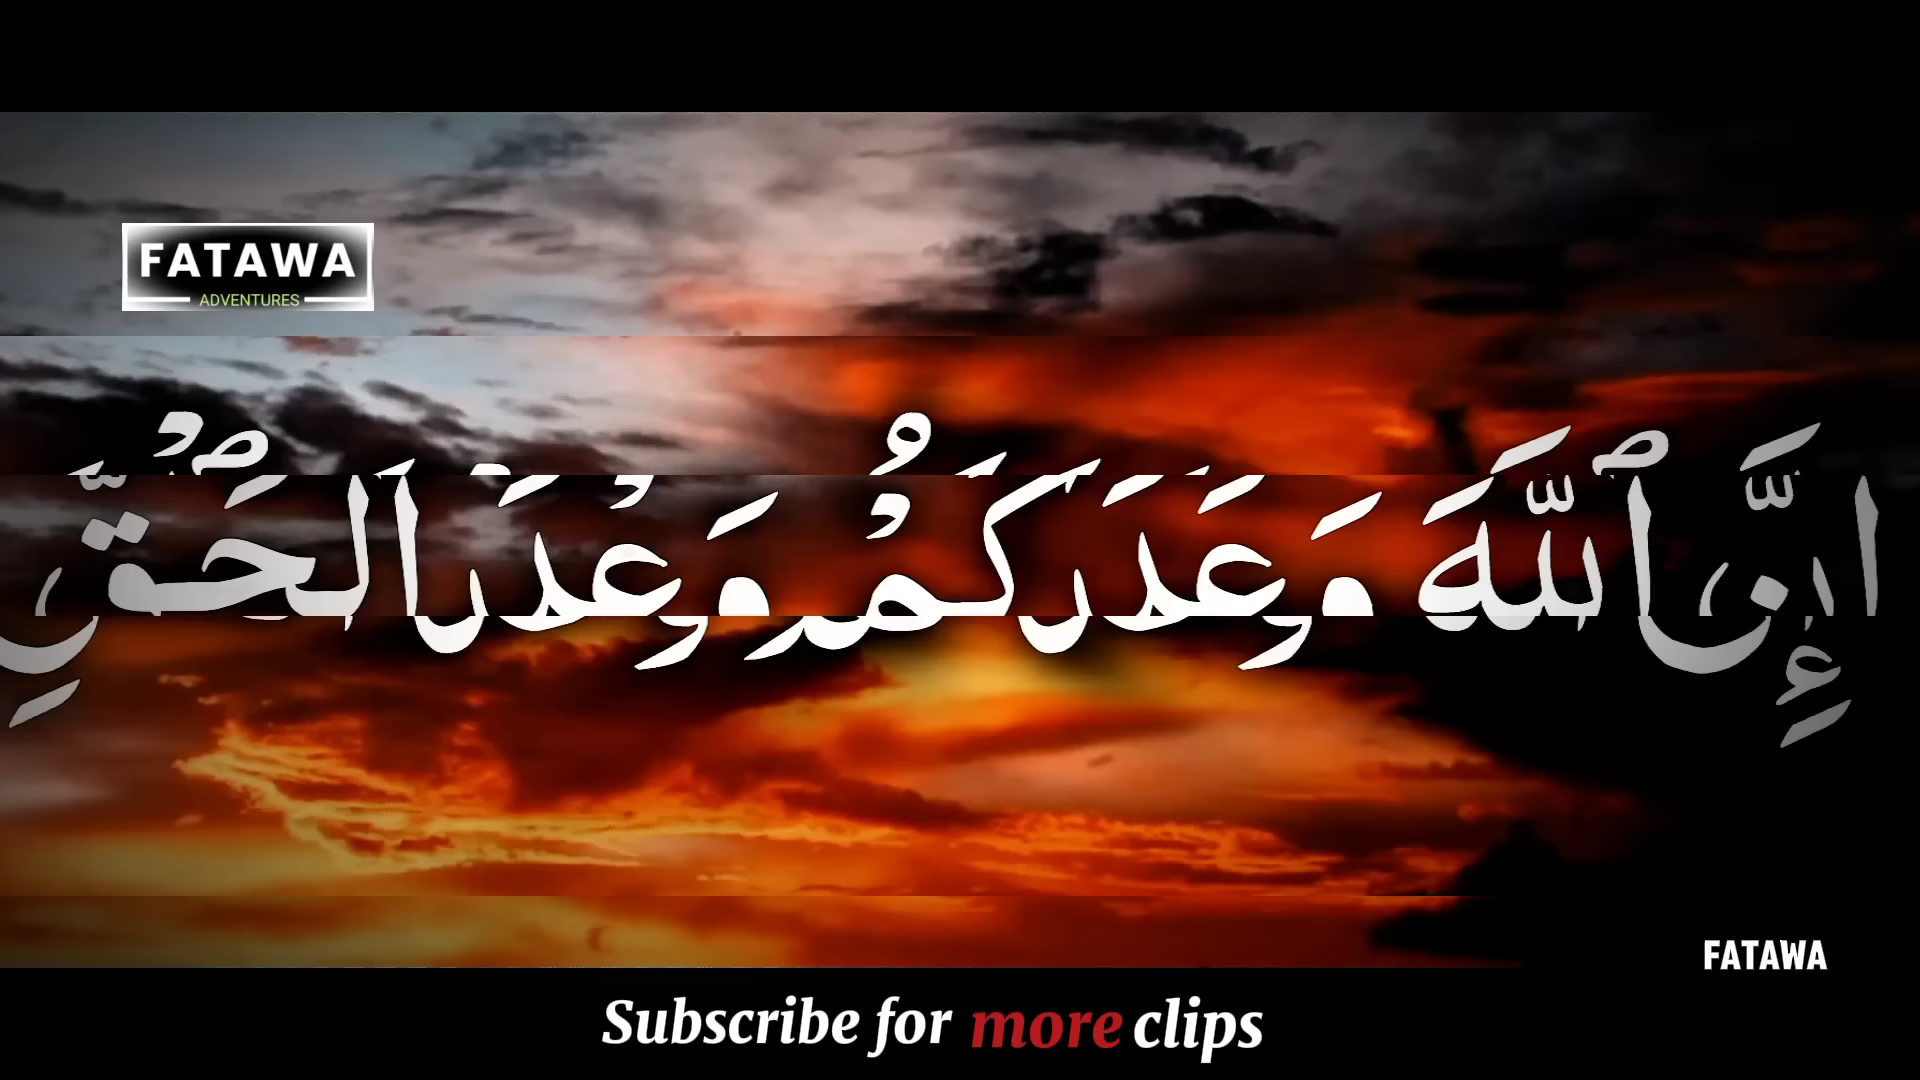 FATAWA
ADVENTURES
إِنَّ ٱللَّهَ وَعَدَكُمْ وَعْدَ ٱلْحَقِّ
FATAWA
Subscribe for more clips